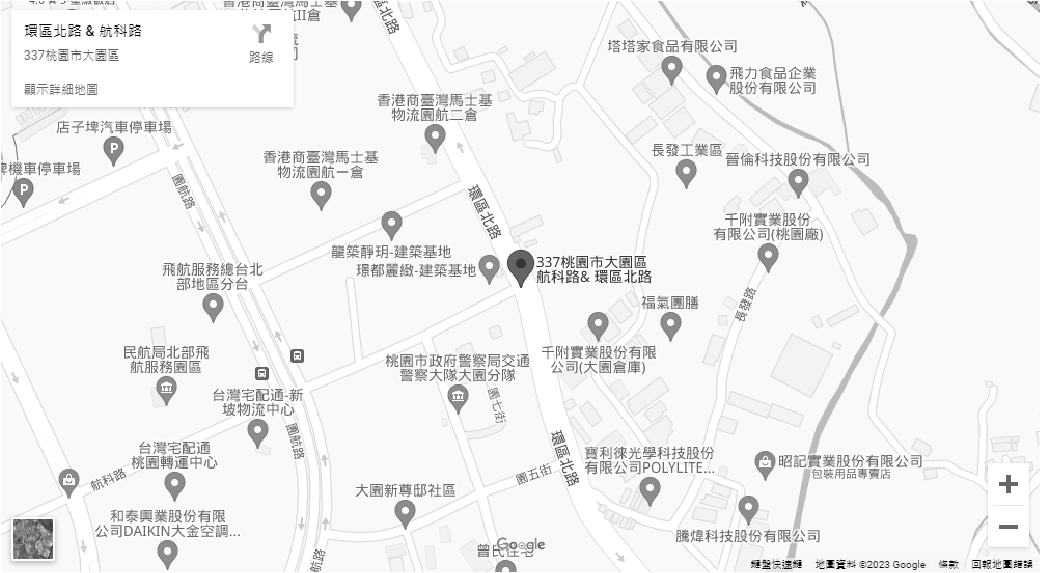 環區北路 & 航科路
337桃園市大園區
路線
顯示詳細地圖
環區北路
塔塔家食品有限公司
飛力食品企業
股份有限公司
香港商臺灣馬士基
物流園航二倉
店子埤汽車停車場
埤機車停車場
香港商臺灣馬士基
物流園航一倉
長發工業區
晉倫科技股份有限公司
園航路
環區北路
千附實業股份
有限公司(桃園廠)
龍築靜玥-建築基地
璟都麗緻-建築基地
337桃園市大園區
航科路& 環區北路
飛航服務總台北
部地區分台
長發路
福氣團膳
民航局北部飛
航服務園區
桃園市政府警察局交通
警察大隊大園分隊
千附實業股份有限
公司(大園倉庫)
台灣宅配通-新
坡物流中心
園七街
園航路
環區北路
台灣宅配通
桃園轉運中心
航科路
園五街
寶利徠光學科技股份
有限公司POLYLITE...
昭記實業股份有限公司
包裝用品專賣店
大園新尊邸社區
和泰興業股份有限
公司DAIKIN大金空調...
騰煒科技股份有限公司
曾民住宅
Google
航路
鍵盤快速鍵
地圖資料 ©2023 Google
條款
回報地圖錯誤